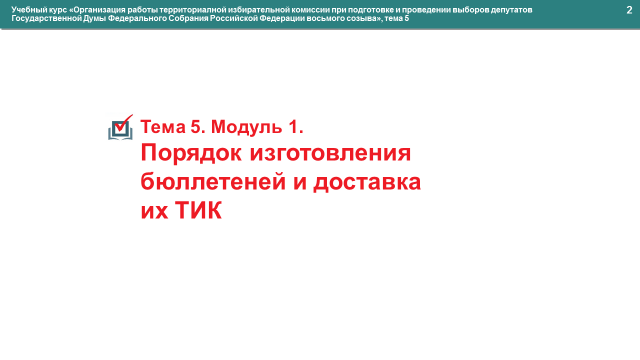 Учебный курс «Организация работы территориалной избирательной комиссии при подготовке и проведении выборов депутатов
2
Государственной Думы Федерального Собрания Российской Федерации восьмого созыва», тема 5
Тема 5. Модуль 1.
Порядок изготовления
бюллетеней и доставка
их ТИК